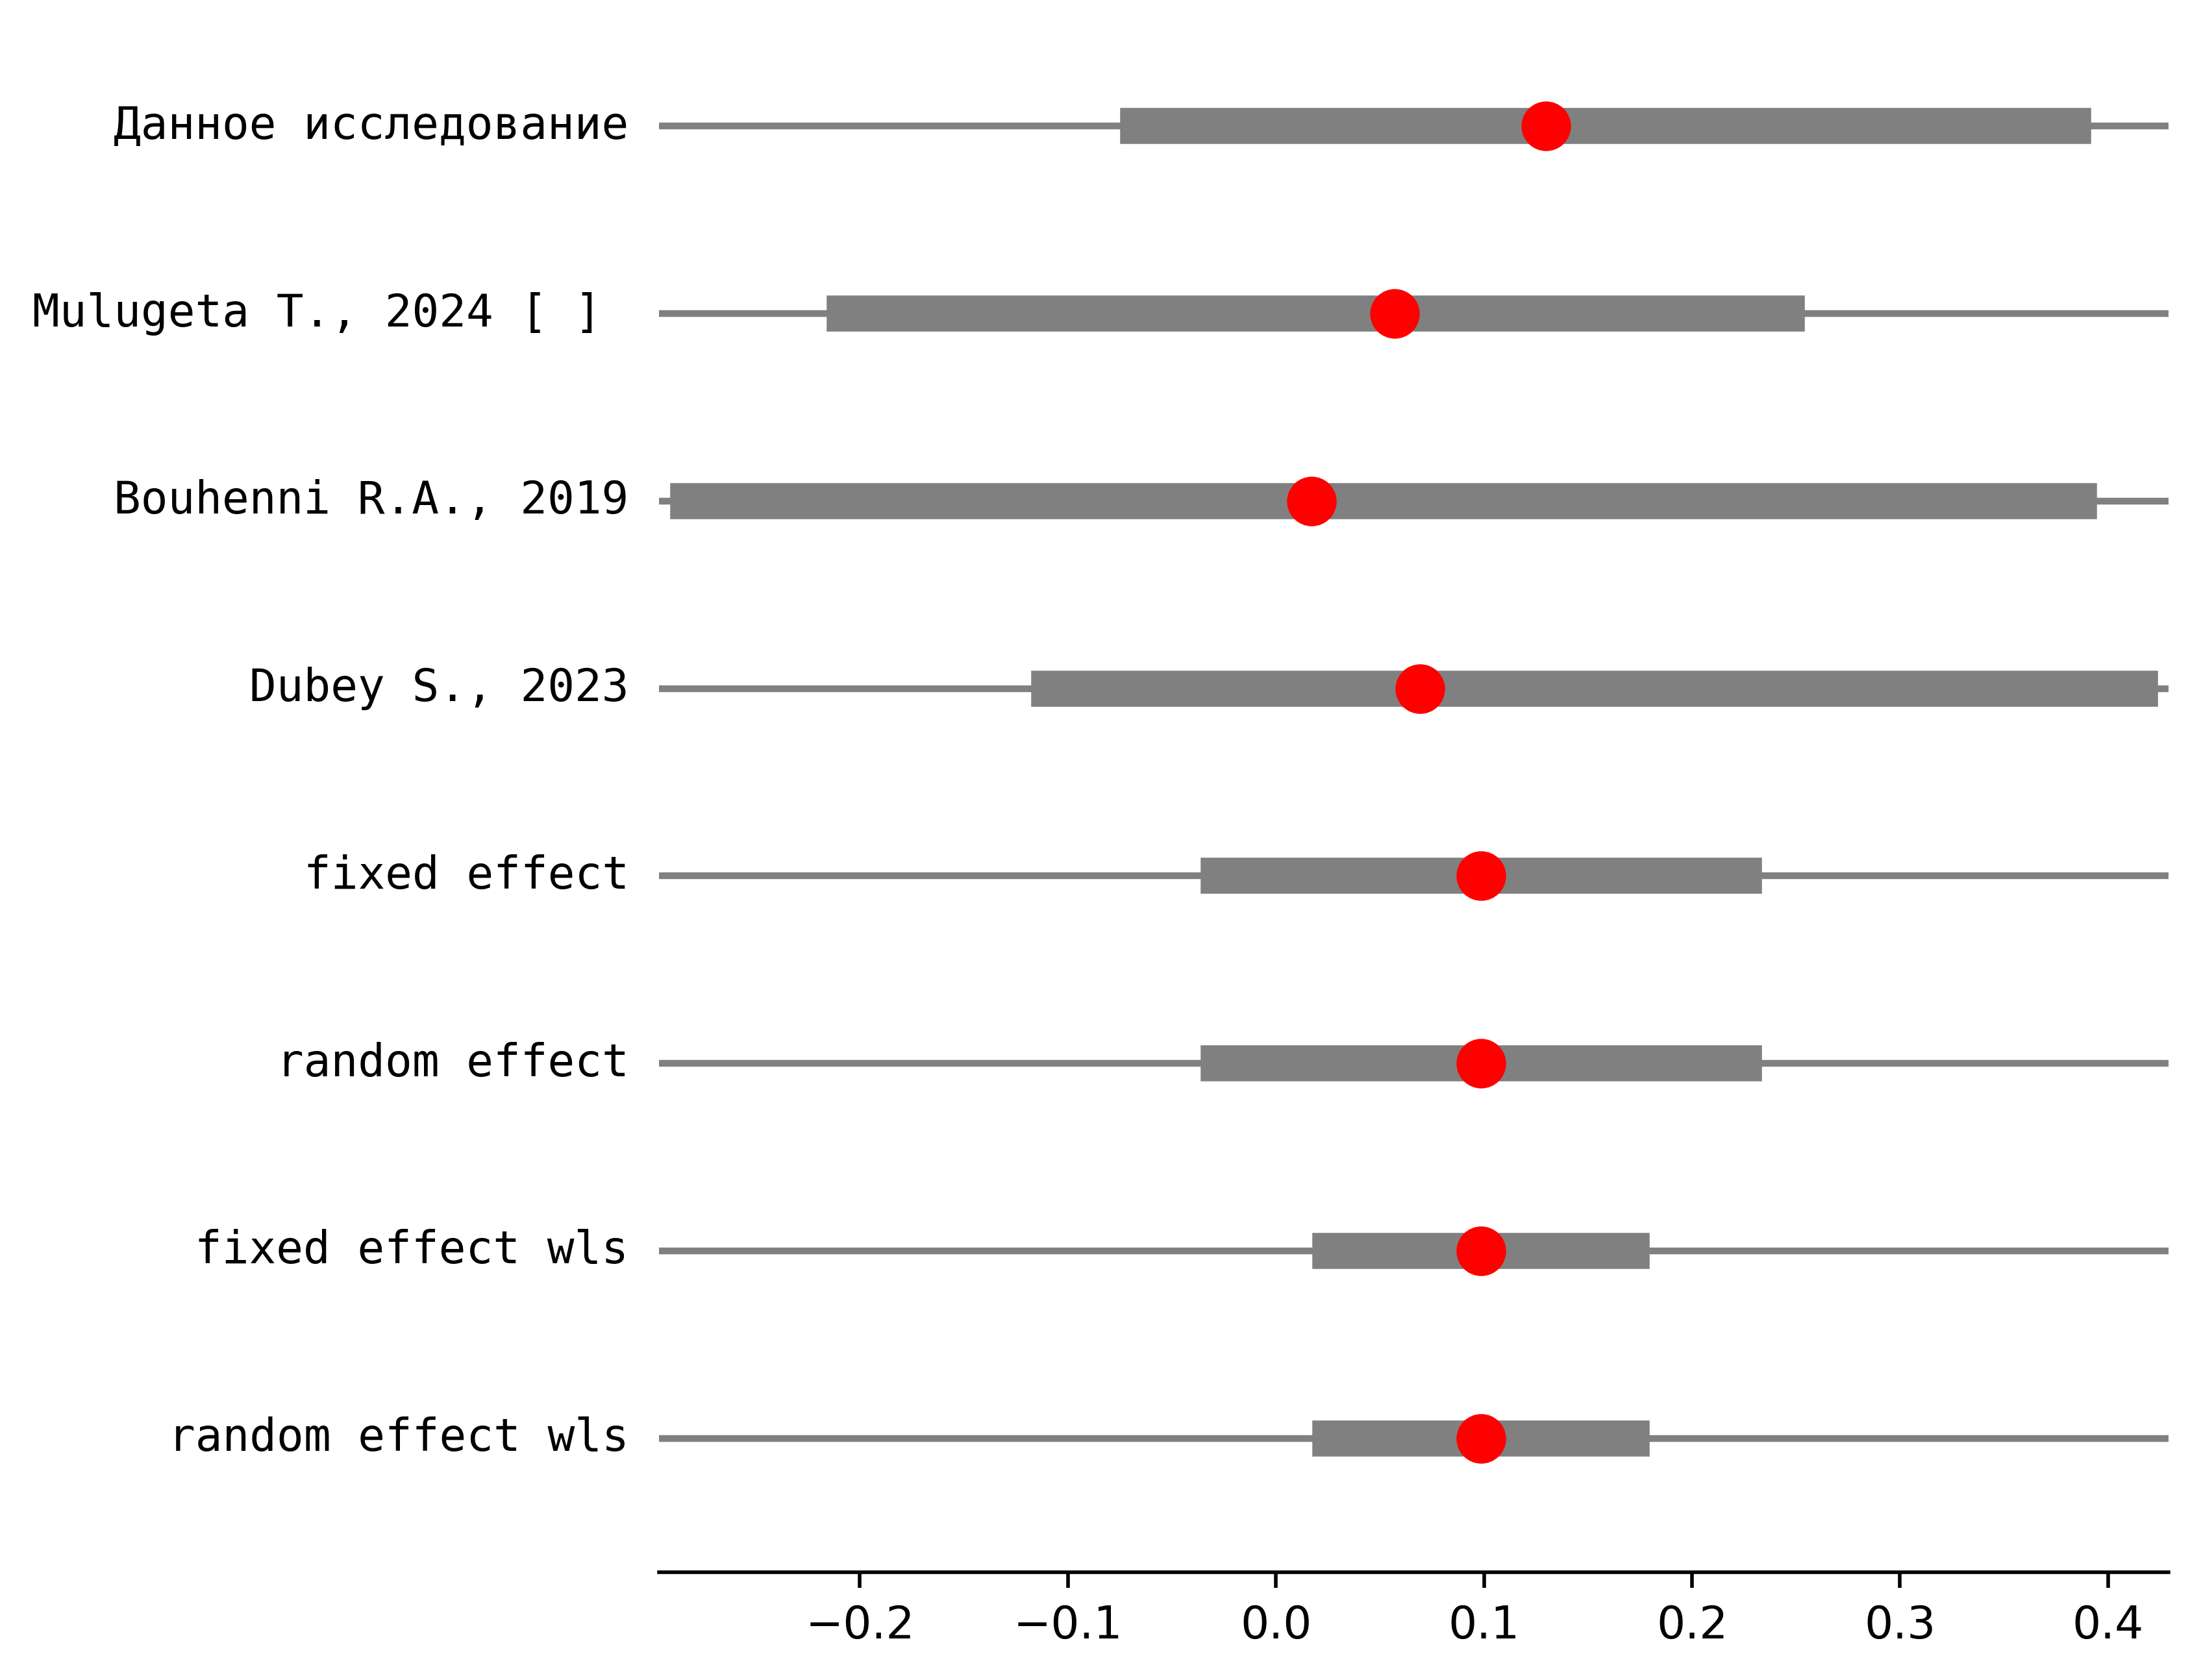 Данное исследование
Mulugeta T., 2024 [ ]
Bouhenni R.A., 2019
Dubey S., 2023
fixed effect
random effect
fixed effect wls
random effect wls
−0.2 −0.1 0.0 0.1 0.2 0.3 0.4